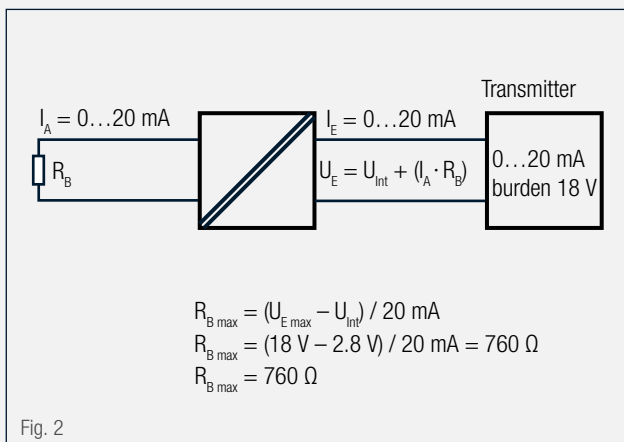 Transmitter
I_A = 0…20 mA
I_E = 0…20 mA
R_B
U_E = U_Int + (I_A · R_B)
0…20 mA
burden 18 V
R_B max = (U_E max – U_Int) / 20 mA
R_B max = (18 V – 2.8 V) / 20 mA = 760 Ω
R_B max = 760 Ω
Fig. 2